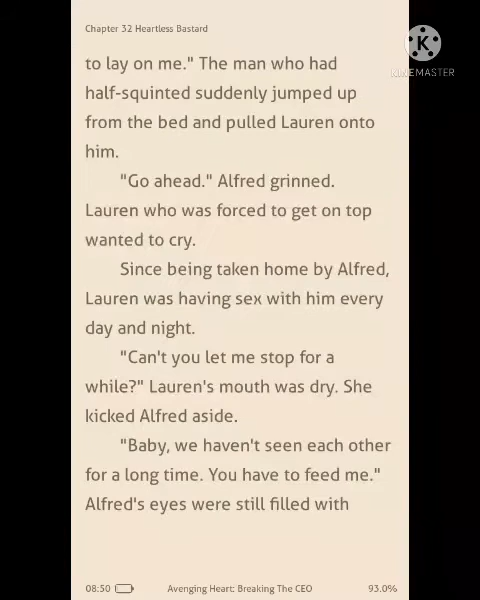 Chapter 32 Heartless Bastard
to lay on me." The man who had
half-squinted suddenly jumped up
from the bed and pulled Lauren onto
him.
"Go ahead." Alfred grinned.
Lauren who was forced to get on top
wanted to cry.
Since being taken home by Alfred,
Lauren was having sex with him every
day and night.
"Can't you let me stop for a
while?" Lauren's mouth was dry. She
kicked Alfred aside.
"Baby, we haven't seen each other
for a long time. You have to feed me."
Alfred's eyes were still filled with
08:50 Avenging Heart: Breaking The CEO 93.0%
K
KINEMASTER